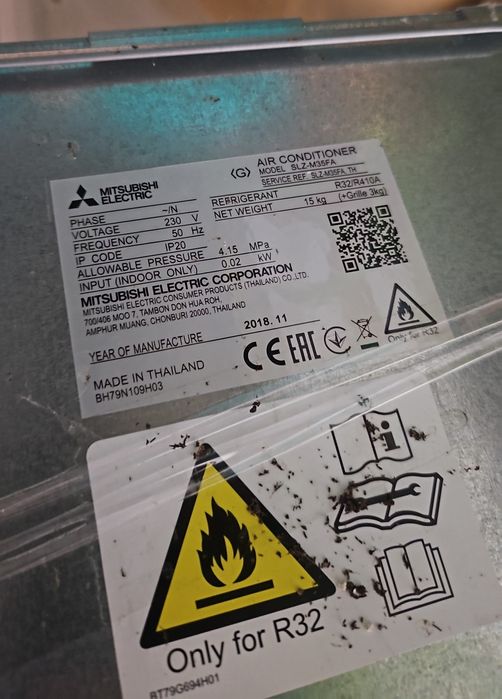 MITSUBISHI ELECTRIC
(G) AIR CONDITIONER
MODEL SLZ-M35FA
SERVICE REF. SLZ-M35FA.TH
PHASE ~/N
VOLTAGE 230 V
FREQUENCY 50 Hz
IP CODE IP20
ALLOWABLE PRESSURE 4.15 MPa
INPUT (INDOOR ONLY) 0.02 kW
REFRIGERANT R32/R410A
NET WEIGHT 15 kg (+Grille 3kg)
MITSUBISHI ELECTRIC CORPORATION
MITSUBISHI ELECTRIC CONSUMER PRODUCTS (THAILAND) CO.,LTD.
700/406 MOO 7, TAMBON DON HUA ROH,
AMPHUR MUANG, CHONBURI 20000, THAILAND
YEAR OF MANUFACTURE 2018.11
CE EAC
Only for R32
MADE IN THAILAND
BH79N109H03
Only for R32
BT79G694H01